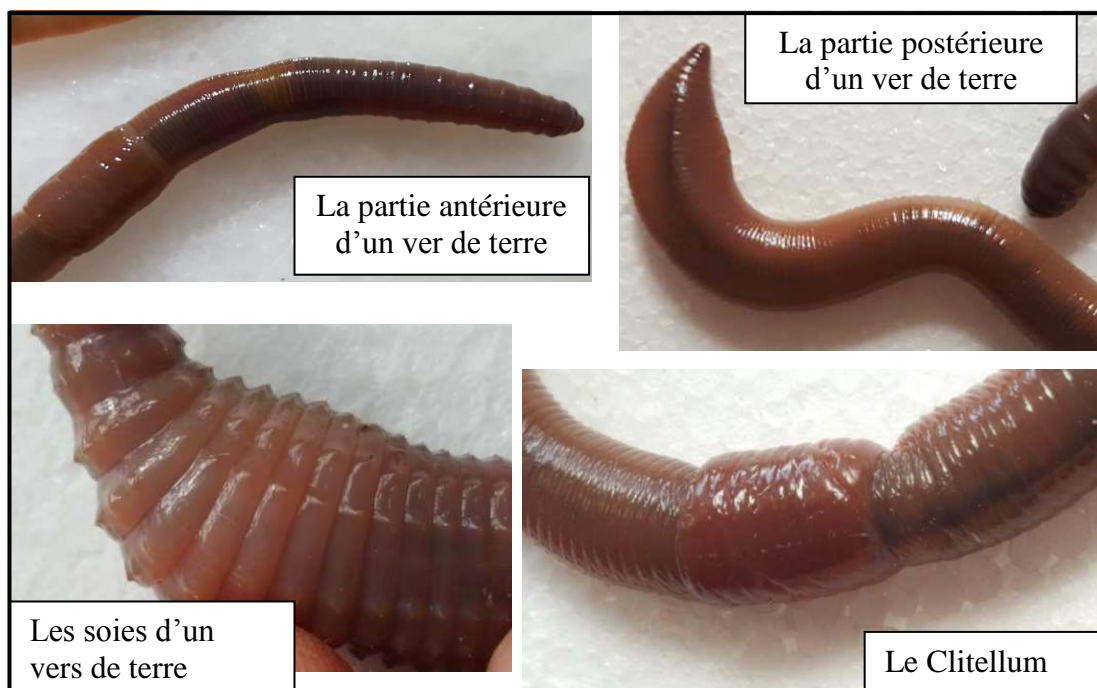 La partie antérieure
d'un ver de terre
La partie postérieure
d'un ver de terre
Les soies d'un
vers de terre
Le Clitellum